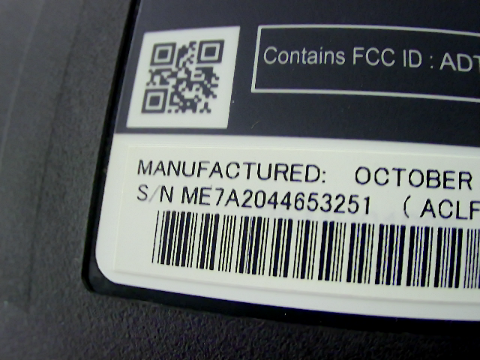 Contains FCC ID : ADT
MANUFACTURED: OCTOBER
S/N ME7A2044653251 ( ACLF